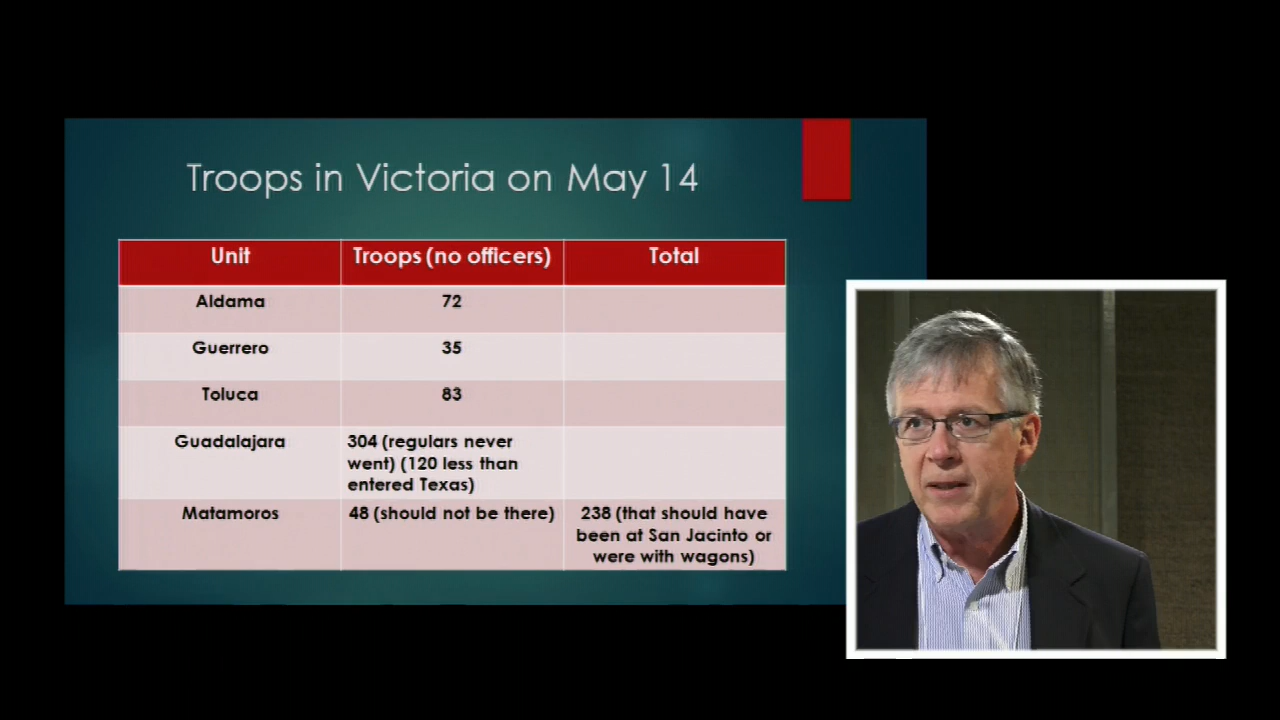 Troops in Victoria on May 14
Unit
Troops (no officers)
Total
Aldama
72
Guerrero
35
Toluca
83
Guadalajara
304 (regulars never
went) (120 less than
entered Texas)
Matamoros
48 (should not be there)
238 (that should have
been at San Jacinto or
were with wagons)